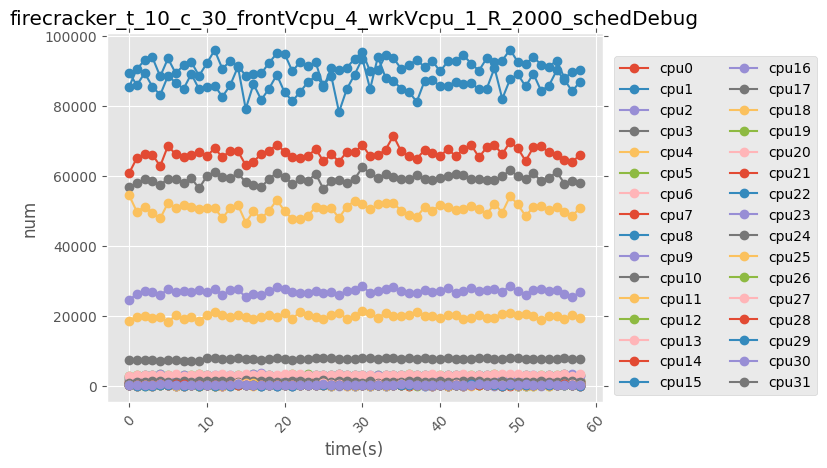 firecracker_t_10_c_30_frontVcpu_4_wrkVcpu_1_R_2000_schedDebug
100000
80000
60000
40000
20000
0
num
0
10
20
30
40
50
60
time(s)
cpu0
cpu1
cpu2
cpu3
cpu4
cpu5
cpu6
cpu7
cpu8
cpu9
cpu10
cpu11
cpu12
cpu13
cpu14
cpu15
cpu16
cpu17
cpu18
cpu19
cpu20
cpu21
cpu22
cpu23
cpu24
cpu25
cpu26
cpu27
cpu28
cpu29
cpu30
cpu31